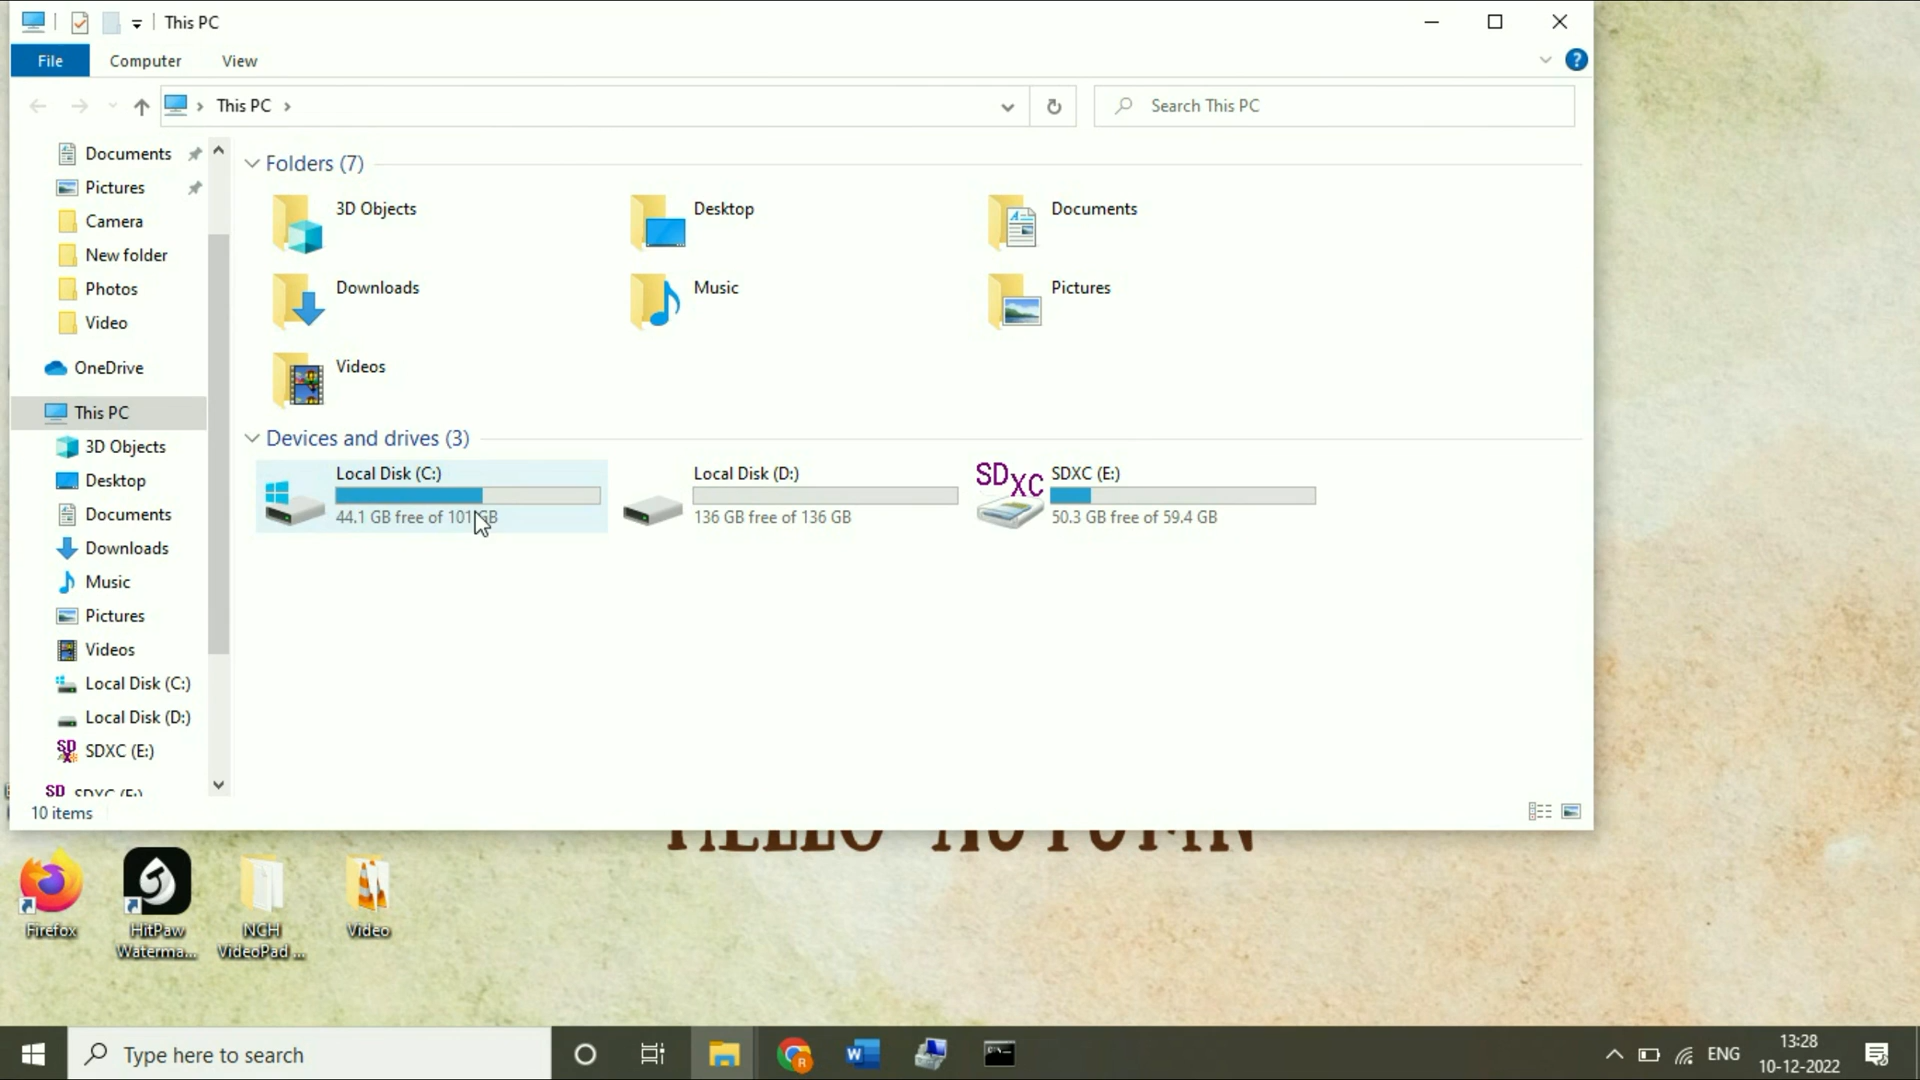 This PC
File Computer View
This PC
Search This PC
Documents
Pictures
Camera
New folder
Photos
Video
OneDrive
This PC
3D Objects
Desktop
Documents
Downloads
Music
Pictures
Videos
Local Disk (C:)
Local Disk (D:)
SDXC (E:)
SDXC (E:)
10 items
Folders (7)
3D Objects
Desktop
Documents
Downloads
Music
Pictures
Videos
Devices and drives (3)
Local Disk (C:)
44.1 GB free of 101 GB
Local Disk (D:)
136 GB free of 136 GB
SDXC
SDXC (E:)
50.3 GB free of 59.4 GB
HELLO AUTUMN
Firefox
HitPaw
Waterma...
NCH
VideoPad ...
Video
Type here to search
ENG
13:28
10-12-2022